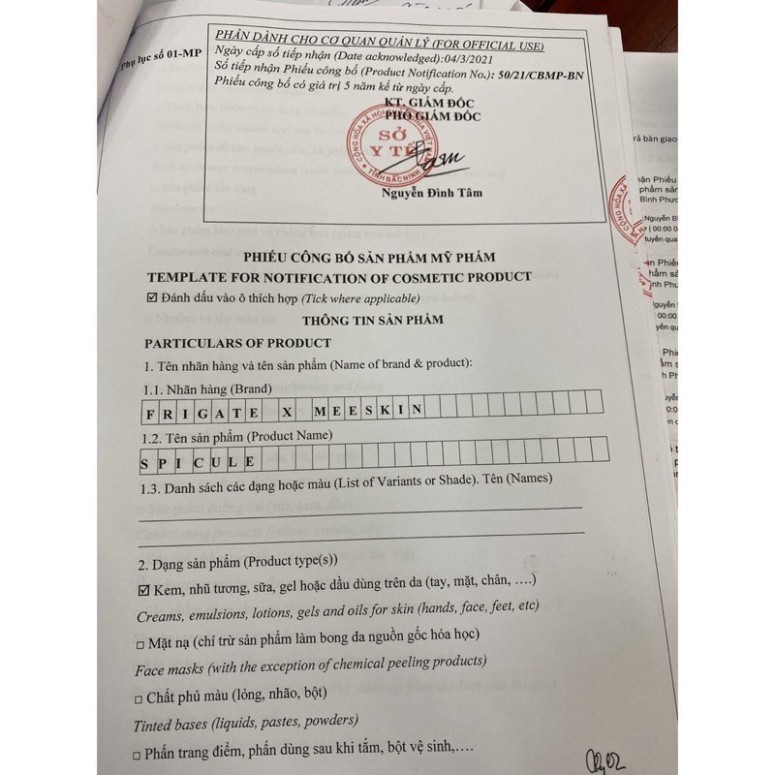 Phụ lục số 01-MP
PHẦN DÀNH CHO CƠ QUAN QUẢN LÝ (FOR OFFICIAL USE)
Ngày cấp số tiếp nhận (Date acknowledged):04/3/2021
Số tiếp nhận Phiếu công bố (Product Notification No.): 50/21/CBMP-BN
Phiếu công bố có giá trị 5 năm kể từ ngày cấp.
KT. GIÁM ĐỐC
PHÓ GIÁM ĐỐC
SỞ
Y TẾ
TỈNH BẮC NINH
Nguyễn Đình Tâm
PHIẾU CÔNG BỐ SẢN PHẨM MỸ PHẨM
TEMPLATE FOR NOTIFICATION OF COSMETIC PRODUCT
☑ Đánh dấu vào ô thích hợp (Tick where applicable)
THÔNG TIN SẢN PHẨM
PARTICULARS OF PRODUCT
1. Tên nhãn hàng và tên sản phẩm (Name of brand & product):
1.1. Nhãn hàng (Brand)
FRIGATE X MEESKIN
1.2. Tên sản phẩm (Product Name)
SPICULE
1.3. Danh sách các dạng hoặc màu (List of Variants or Shade). Tên (Names)
2. Dạng sản phẩm (Product type(s))
☑ Kem, nhũ tương, sữa, gel hoặc dầu dùng trên da (tay, mặt, chân, ….)
Creams, emulsions, lotions, gels and oils for skin (hands, face, feet, etc)
□ Mặt nạ (chỉ trừ sản phẩm làm bong da nguồn gốc hóa học)
Face masks (with the exception of chemical peeling products)
□ Chất phủ màu (lỏng, nhão, bột)
Tinted bases (liquids, pastes, powders)
□ Phấn trang điểm, phấn dùng sau khi tắm, bột vệ sinh,….